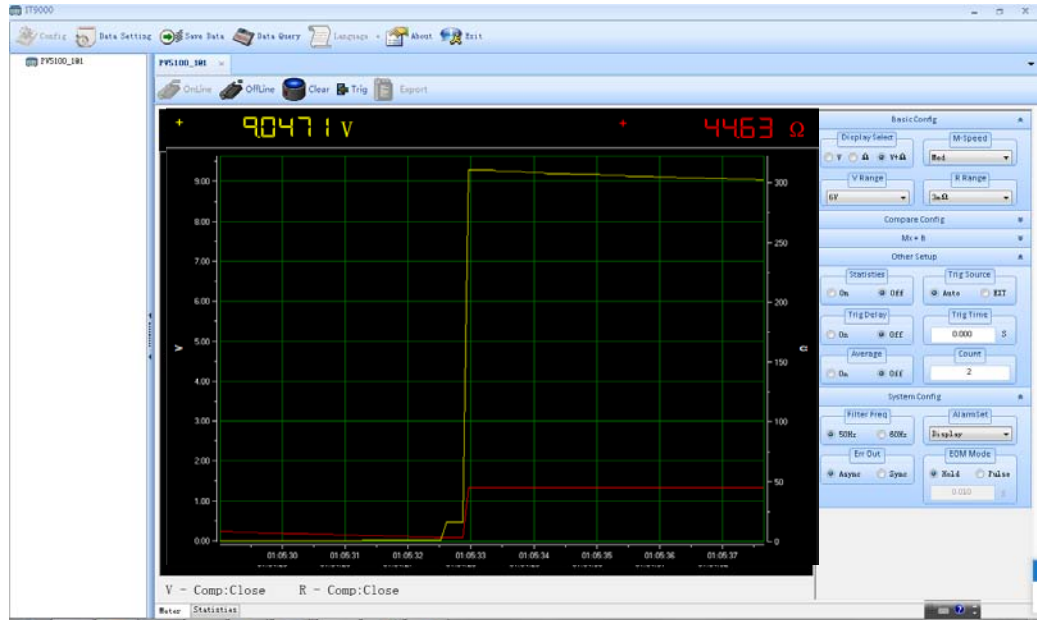 IT9000
Config Data Setting Save Data Data Query Language About Exit
PV5100_101
PV5100_101
OnLine OffLine Clear Trig Export
+ 9.0471 V + 44.63 Ω
9.00
8.00
7.00
6.00
5.00
4.00
3.00
2.00
1.00
0.00
V
300
250
200
150
100
50
0
Ω
01:05:30 01:05:31 01:05:32 01:05:33 01:05:34 01:05:35 01:05:36 01:05:37
V - Comp:Close R - Comp:Close
Meter Statistics
Basic Config
Display Select M-Speed
V Ω V+Ω Med
V Range R Range
6V 3mΩ
Compare Config
Mx + B
Other Setup
Statistics Trig Source
On Off Auto EXT
Trig Delay Trig Time
On Off 0.000 S
Average Count
On Off 2
System Config
Filter Freq AlarmSet
50Hz 60Hz Display
Err Out EOM Mode
Async Sync Hold Pulse
0.010